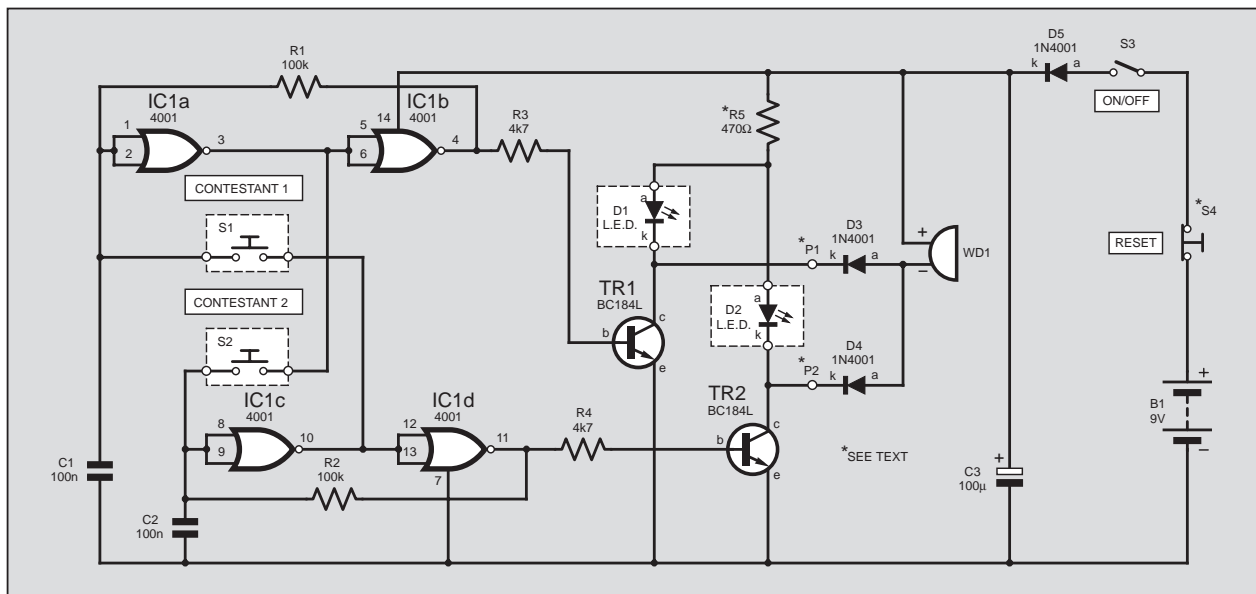 R1
100k
IC1a
4001
1
2
3
IC1b
4001
14
5
6
4
R3
4k7
*R5
470Ω
D5
1N4001
k
a
S3
ON/OFF
CONTESTANT 1
S1
CONTESTANT 2
S2
a
D1
L.E.D.
k
*P1
D3
1N4001
k
a
+
–
WD1
*S4
RESET
TR1
BC184L
b
c
e
a
D2
L.E.D.
k
*P2
D4
1N4001
k
a
IC1c
4001
8
9
10
IC1d
4001
12
13
11
7
R4
4k7
TR2
BC184L
b
c
e
*SEE TEXT
B1
9V
+
–
C1
100n
R2
100k
C2
100n
C3
100µ
+